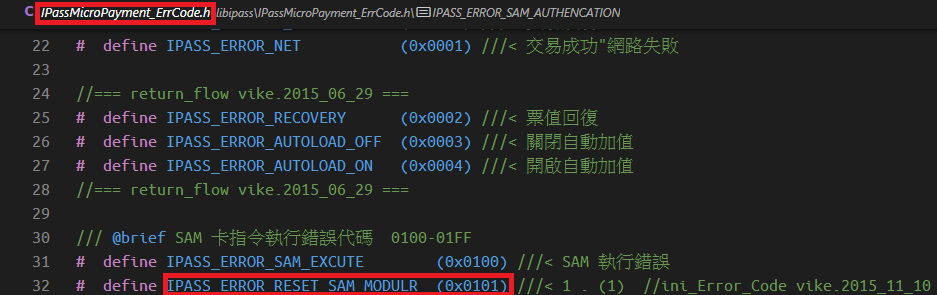 C IPassMicroPayment_ErrCode.h libipass\IPassMicroPayment_ErrCode.h\ IPASS_ERROR_SAM_AUTHENCATION
22 # define IPASS_ERROR_NET (0x0001) ///< 交易成功"網路失敗
23
24 //=== return_flow vike.2015_06_29 ===
25 # define IPASS_ERROR_RECOVERY (0x0002) ///< 票值回復
26 # define IPASS_ERROR_AUTOLOAD_OFF (0x0003) ///< 關閉自動加值
27 # define IPASS_ERROR_AUTOLOAD_ON (0x0004) ///< 開啟自動加值
28 //=== return_flow vike.2015_06_29 ===
29
30 /// @brief SAM 卡指令執行錯誤代碼 0100-01FF
31 # define IPASS_ERROR_SAM_EXCUTE (0x0100) ///< SAM 執行錯誤
32 # define IPASS_ERROR_RESET_SAM_MODULR (0x0101) ///< 1 . (1) //ini_Error_Code vike.2015_11_10